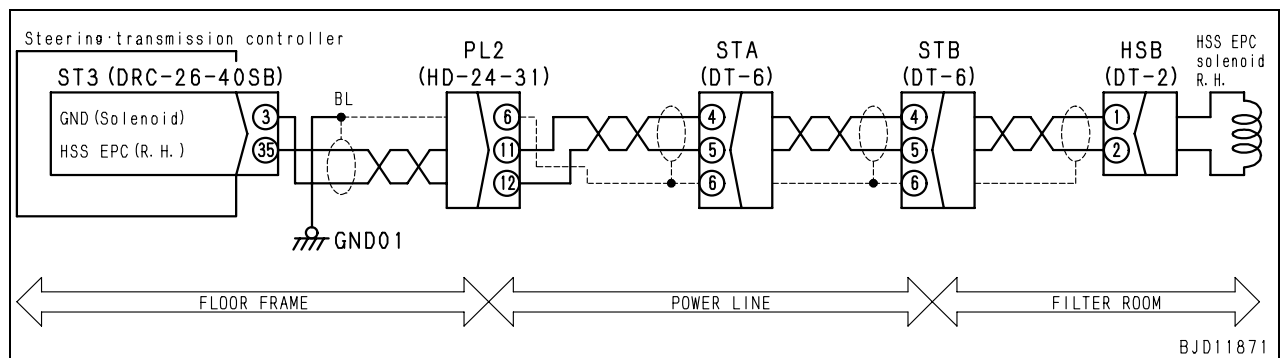 Steering·transmission controller
ST3 (DRC-26-40SB)
GND (Solenoid)
HSS EPC (R. H.)
3
35
BL
GND01
PL2
(HD-24-31)
6
11
12
STA
(DT-6)
4
5
6
STB
(DT-6)
4
5
6
HSB
(DT-2)
1
2
HSS EPC
solenoid
R. H.
FLOOR FRAME
POWER LINE
FILTER ROOM
BJD11871